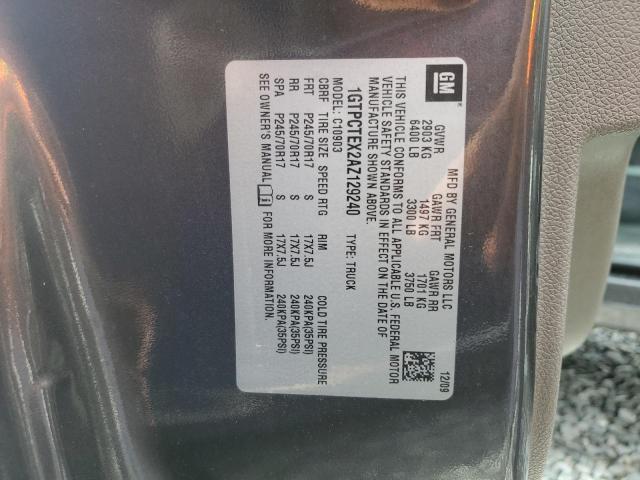 GM
MFD BY GENERAL MOTORS LLC
12/09
GVWR GAWR FRT GAWR RR
2903 KG 1497 KG 1701 KG
6400 LB 3300 LB 3750 LB
THIS VEHICLE CONFORMS TO ALL APPLICABLE U.S. FEDERAL MOTOR
VEHICLE SAFETY STANDARDS IN EFFECT ON THE DATE OF
MANUFACTURE SHOWN ABOVE.
1GTPCTEX2AZ129240 TYPE: TRUCK
MODEL: C10903
CBRF TIRE SIZE SPEED RTG RIM COLD TIRE PRESSURE
FRT P245/70R17 S 17X7.5J 240KPA(35PSI)
RR P245/70R17 S 17X7.5J 240KPA(35PSI)
SPA P245/70R17 S 17X7.5J 240KPA(35PSI)
SEE OWNER'S MANUAL FOR MORE INFORMATION.